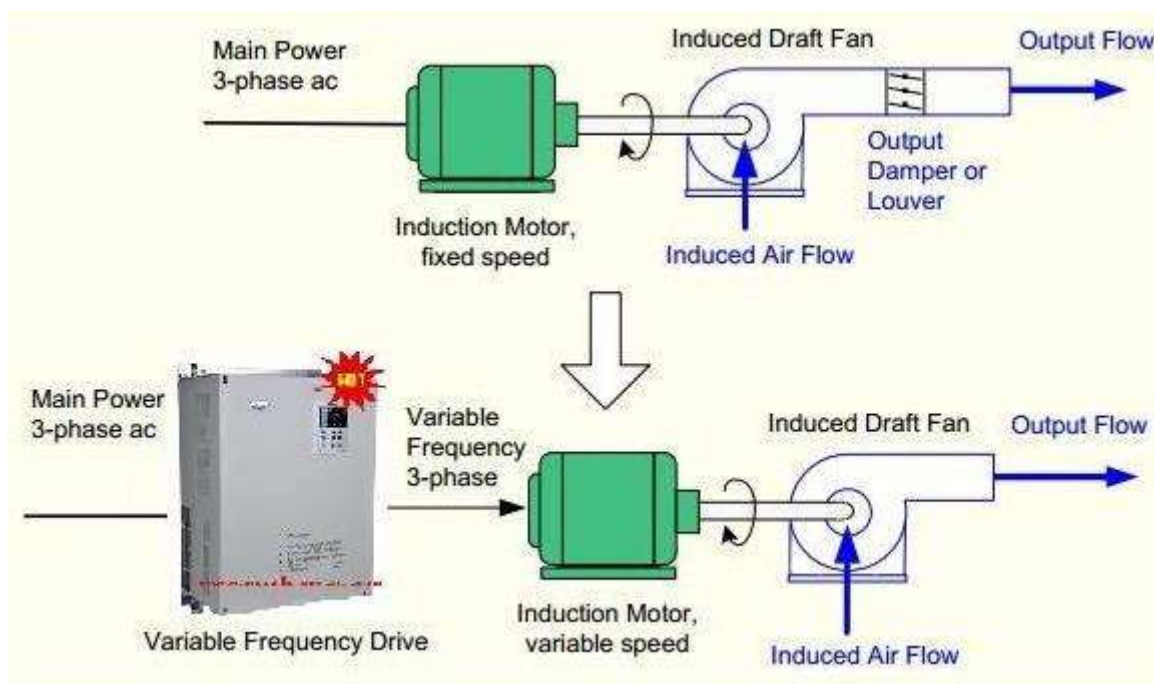 Main Power
3-phase ac
Induced Draft Fan
Output Flow
Output
Damper or
Louver
Induction Motor,
fixed speed
Induced Air Flow
Main Power
3-phase ac
Variable
Frequency
3-phase
Induced Draft Fan
Output Flow
Variable Frequency Drive
Induction Motor,
variable speed
Induced Air Flow